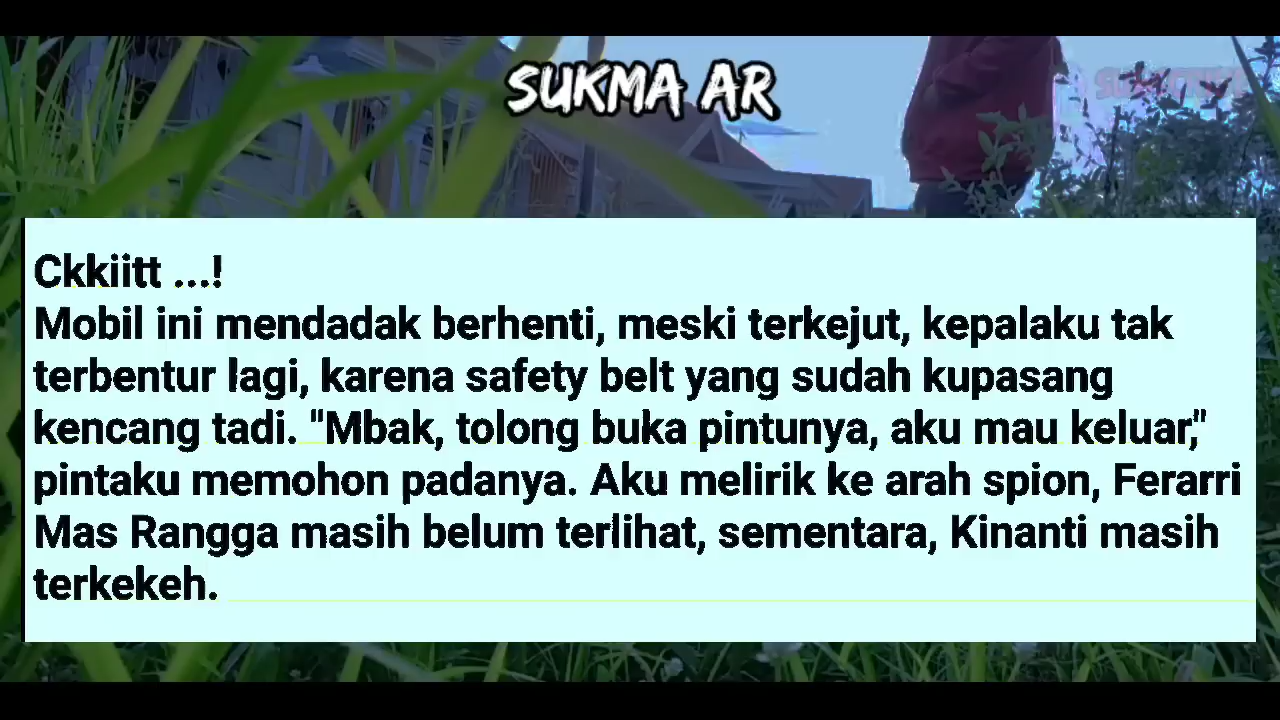 SUKMA AR
Ckkiitt ...!
Mobil ini mendadak berhenti, meski terkejut, kepalaku tak
terbentur lagi, karena safety belt yang sudah kupasang
kencang tadi. "Mbak, tolong buka pintunya, aku mau keluar,"
pintaku memohon padanya. Aku melirik ke arah spion, Ferarri
Mas Rangga masih belum terlihat, sementara, Kinanti masih
terkekeh.